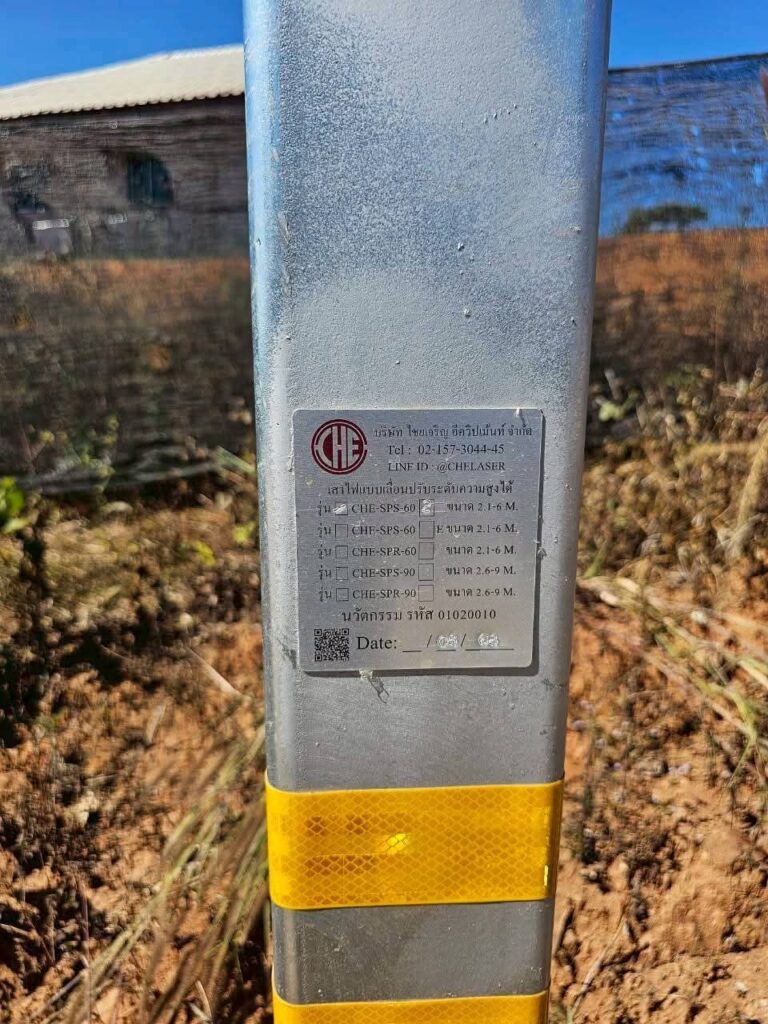 CHE
บริษัท ไชยเจริญ อีควิปเม้นท์ จำกัด
Tel : 02-157-3044-45
LINE ID :@CHELASER
เสาไฟแบบเลื่อนปรับระดับความสูงได้
รุ่น CHE-SPS-60 ขนาด 2.1-6 M.
รุ่น CHE-SPS-60 E ขนาด 2.1-6 M.
รุ่น CHE-SPR-60 ขนาด 2.1-6 M.
รุ่น CHE-SPS-90 ขนาด 2.6-9 M.
รุ่น CHE-SPR-90 ขนาด 2.6-9 M.
นวัตกรรม รหัส 01020010
Date: __ / /